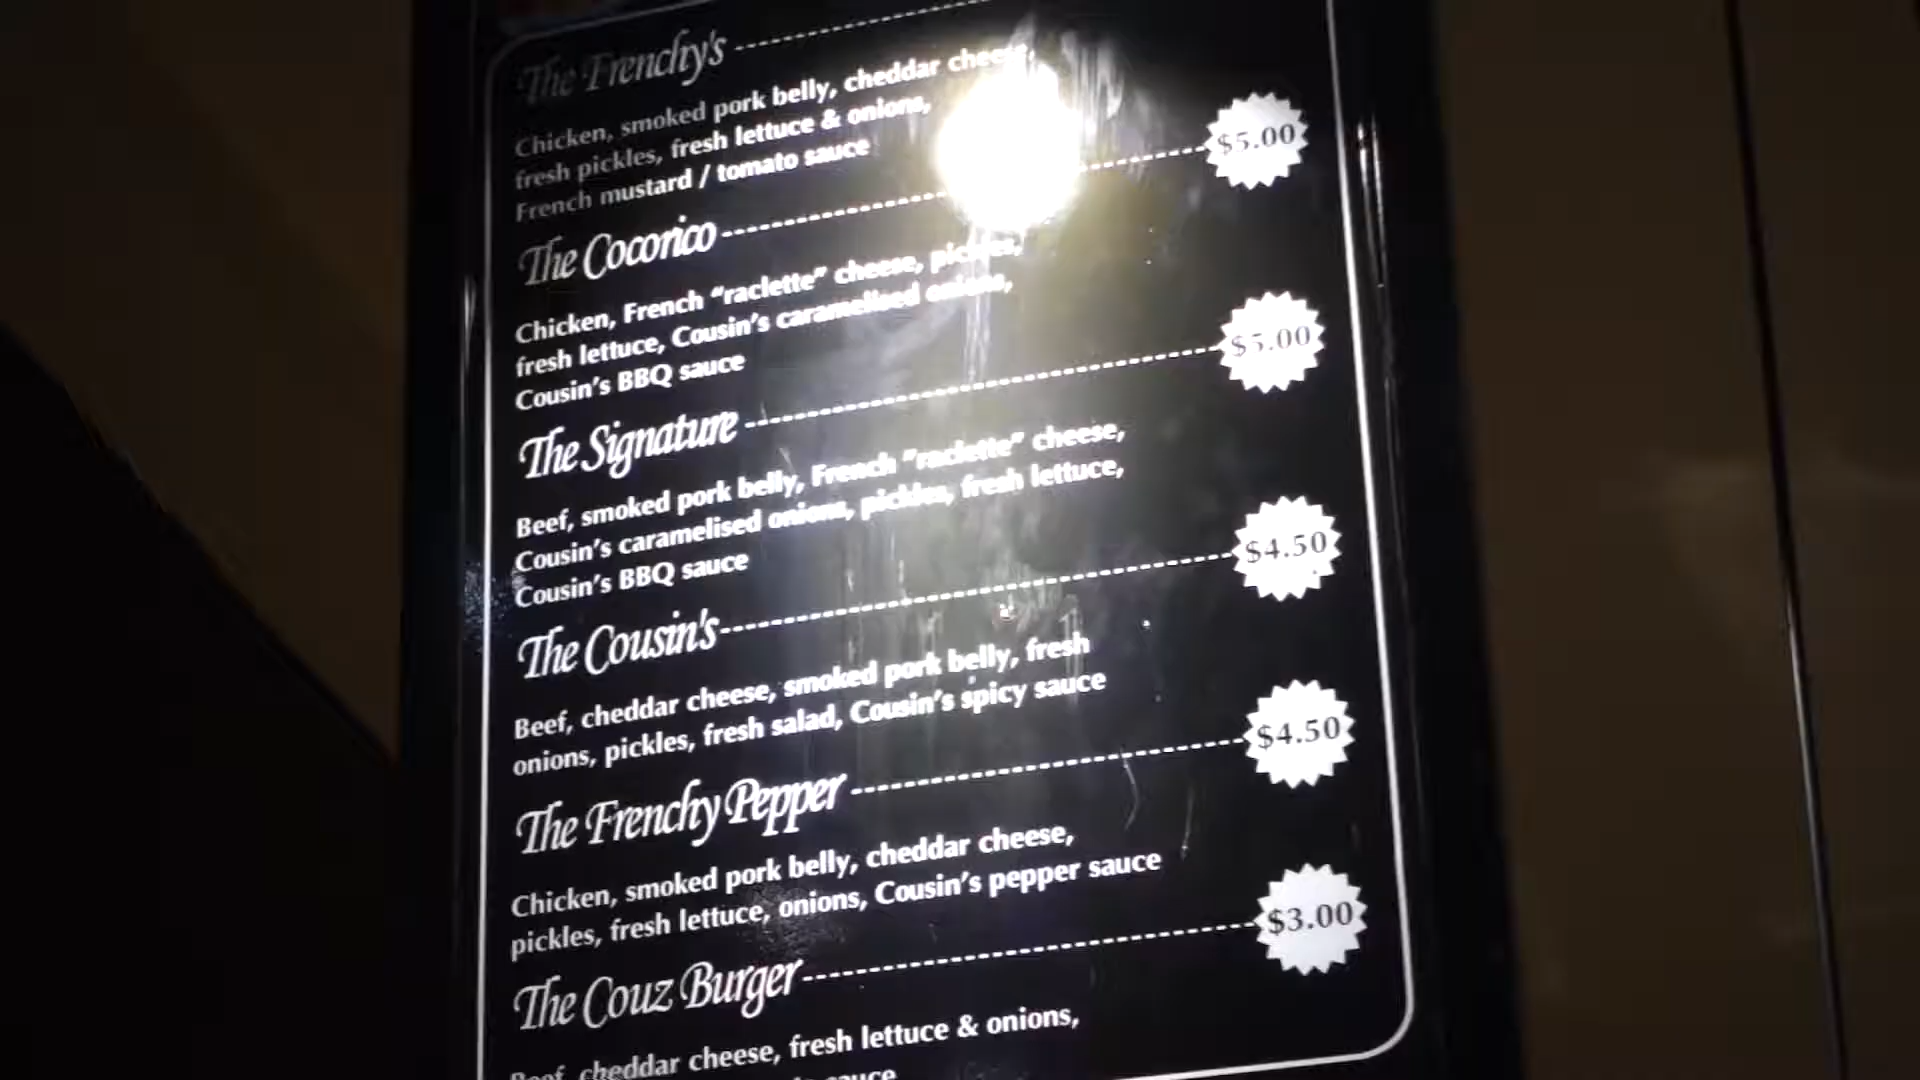 The Frenchy's
Chicken, smoked pork belly, cheddar cheese,
fresh pickles, fresh lettuce & onions,
French mustard / tomato sauce
The Cocorico $5.00
Chicken, French “raclette” cheese, pickles,
fresh lettuce, Cousin’s caramelised onions,
Cousin’s BBQ sauce
The Signature $5.00
Beef, smoked pork belly, French “raclette” cheese,
Cousin’s caramelised onions, pickles, fresh lettuce,
Cousin’s BBQ sauce
The Cousin's $4.50
Beef, cheddar cheese, smoked pork belly, fresh
onions, pickles, fresh salad, Cousin’s spicy sauce
The Frenchy Pepper $4.50
Chicken, smoked pork belly, cheddar cheese,
pickles, fresh lettuce, onions, Cousin’s pepper sauce
The Couz Burger $3.00
Beef, cheddar cheese, fresh lettuce & onions,
sauce